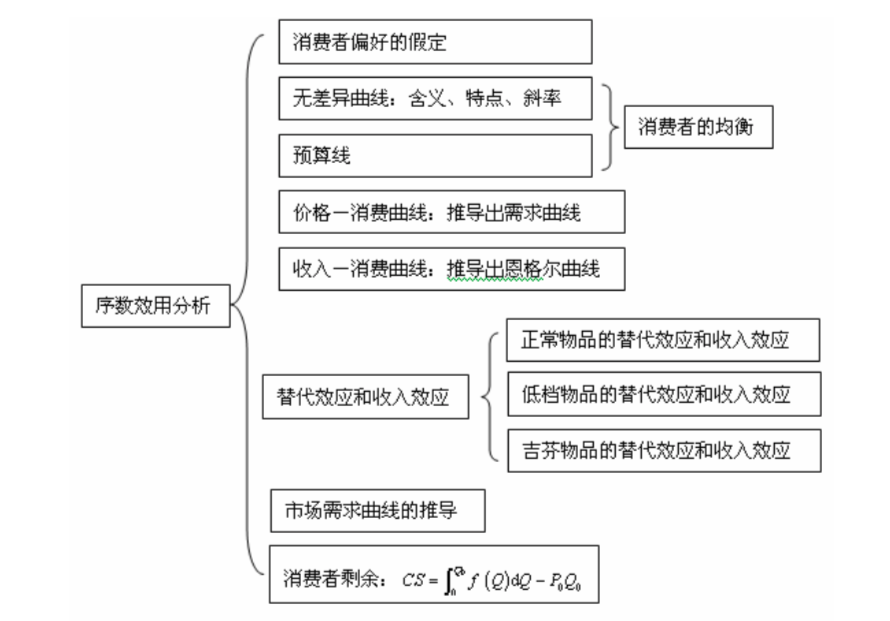 消费者偏好的假定
无差异曲线：含义、特点、斜率
消费者的均衡
预算线
价格—消费曲线：推导出需求曲线
收入—消费曲线：推导出恩格尔曲线
序数效用分析
正常物品的替代效应和收入效应
替代效应和收入效应
低档物品的替代效应和收入效应
吉芬物品的替代效应和收入效应
市场需求曲线的推导
消费者剩余：CS=∫₀^Q₀ f(Q)dQ−P₀Q₀